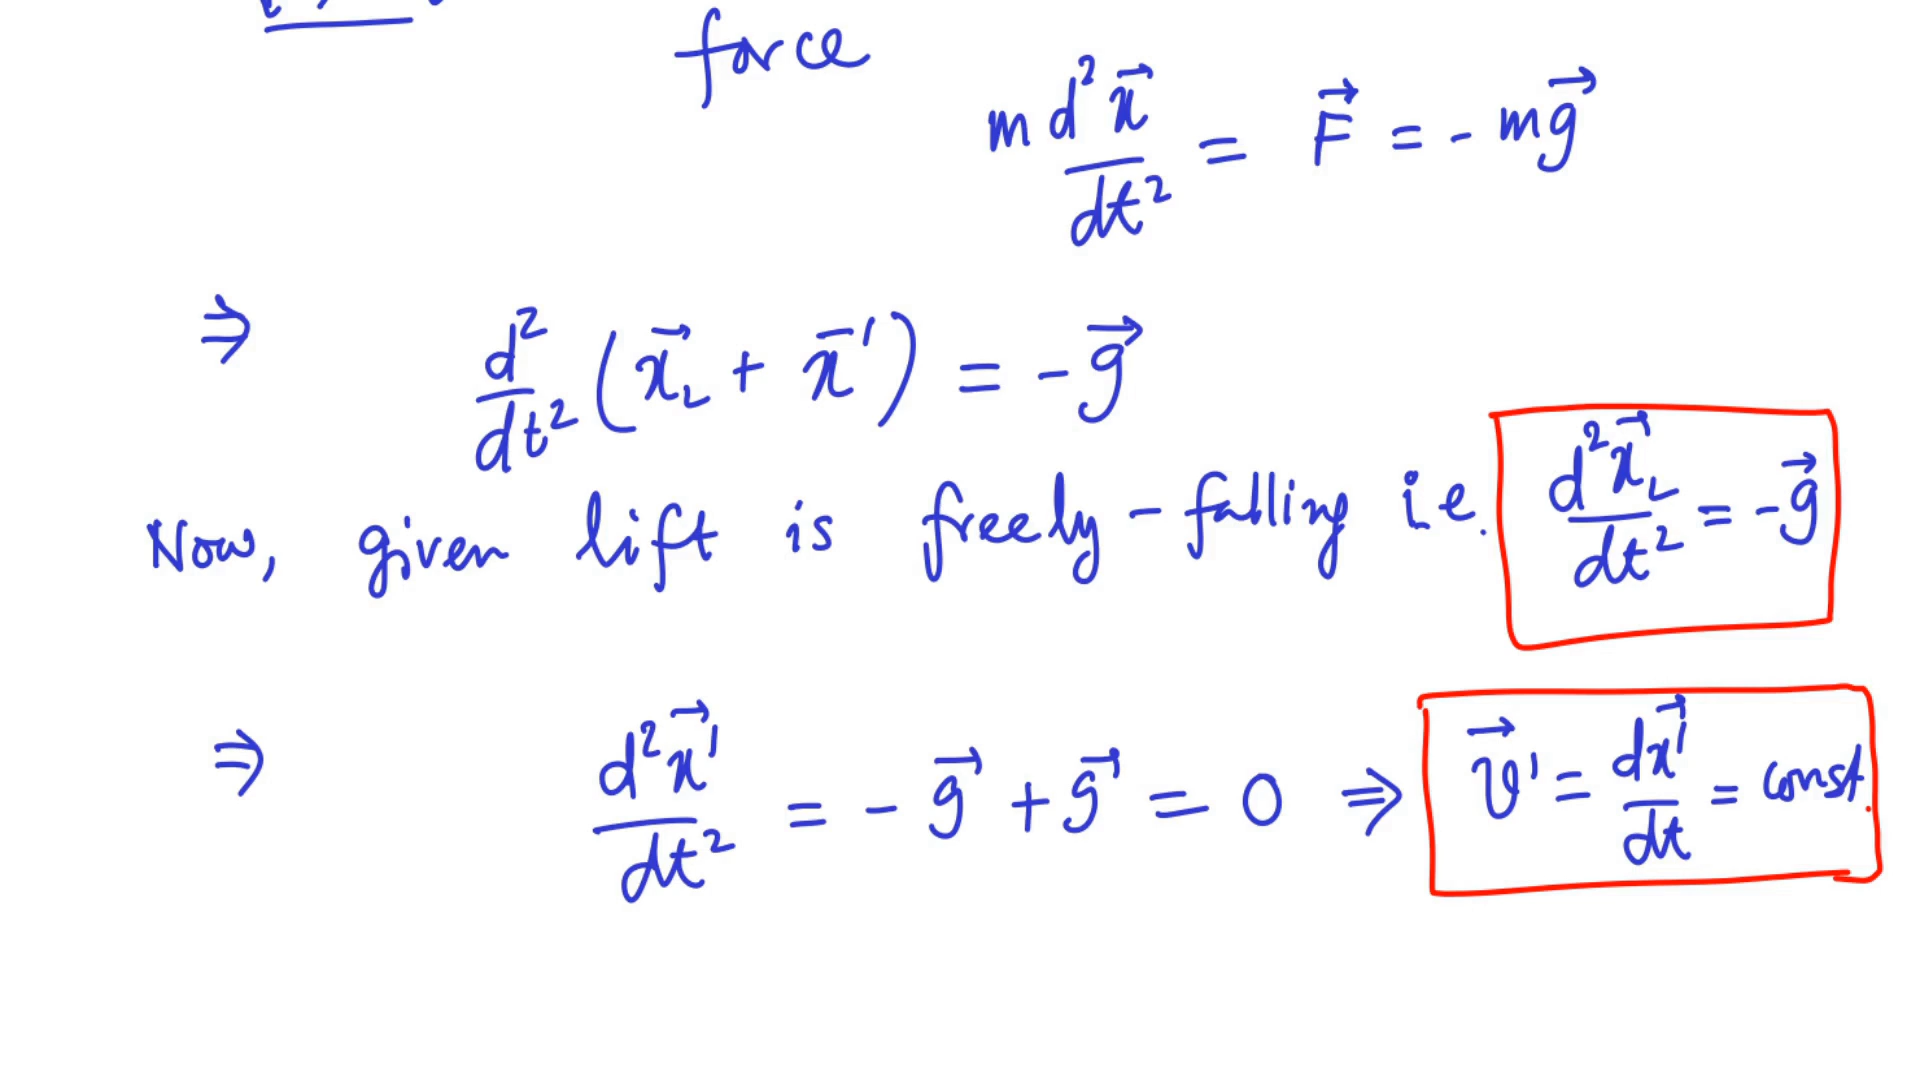 force
m d²x⃗/dt² = F⃗ = - mg⃗
⇒ d²/dt² (x⃗_L + x⃗') = - g⃗
Now, given lift is freely-falling i.e. d²x⃗_L/dt² = - g⃗
⇒ d²x⃗'/dt² = - g⃗ + g⃗ = 0 ⇒ v⃗' = dx⃗'/dt = const.